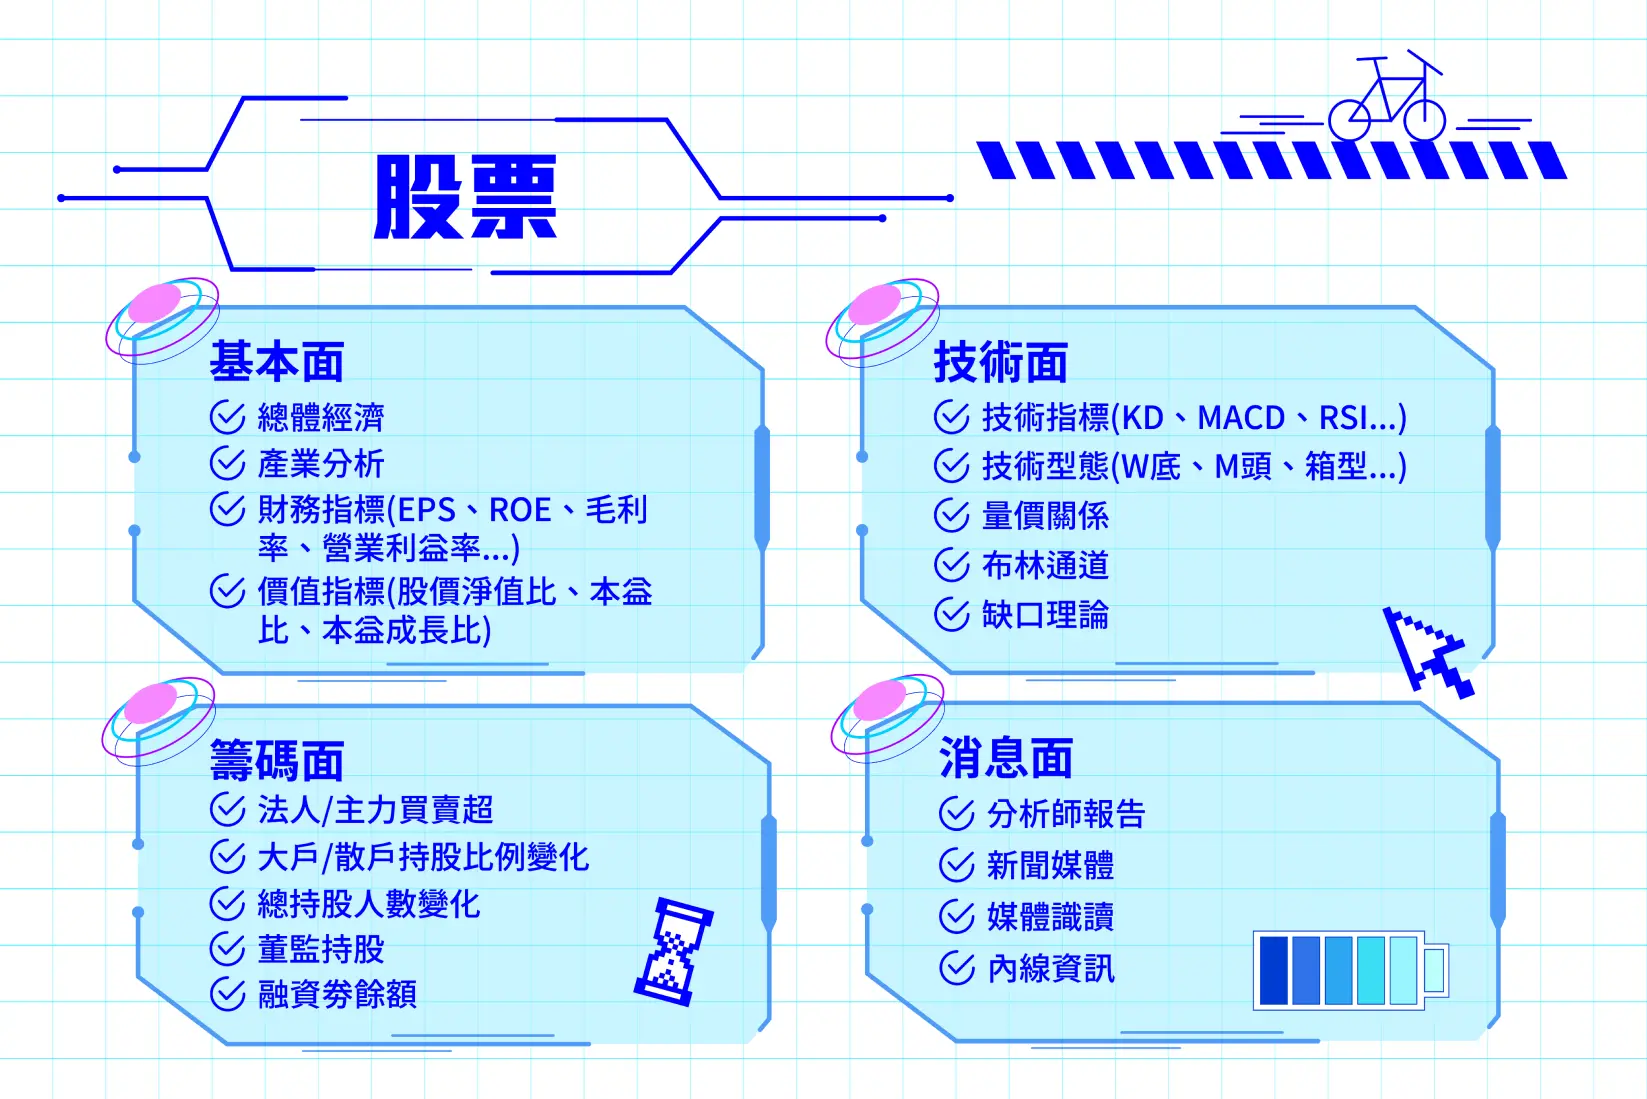 股票
基本面
總體經濟
產業分析
財務指標(EPS、ROE、毛利
率、營業利益率...)
價值指標(股價淨值比、本益
比、本益成長比)
技術面
技術指標(KD、MACD、RSI...)
技術型態(W底、M頭、箱型...)
量價關係
布林通道
缺口理論
籌碼面
法人/主力買賣超
大戶/散戶持股比例變化
總持股人數變化
董監持股
融資券餘額
消息面
分析師報告
新聞媒體
媒體識讀
內線資訊